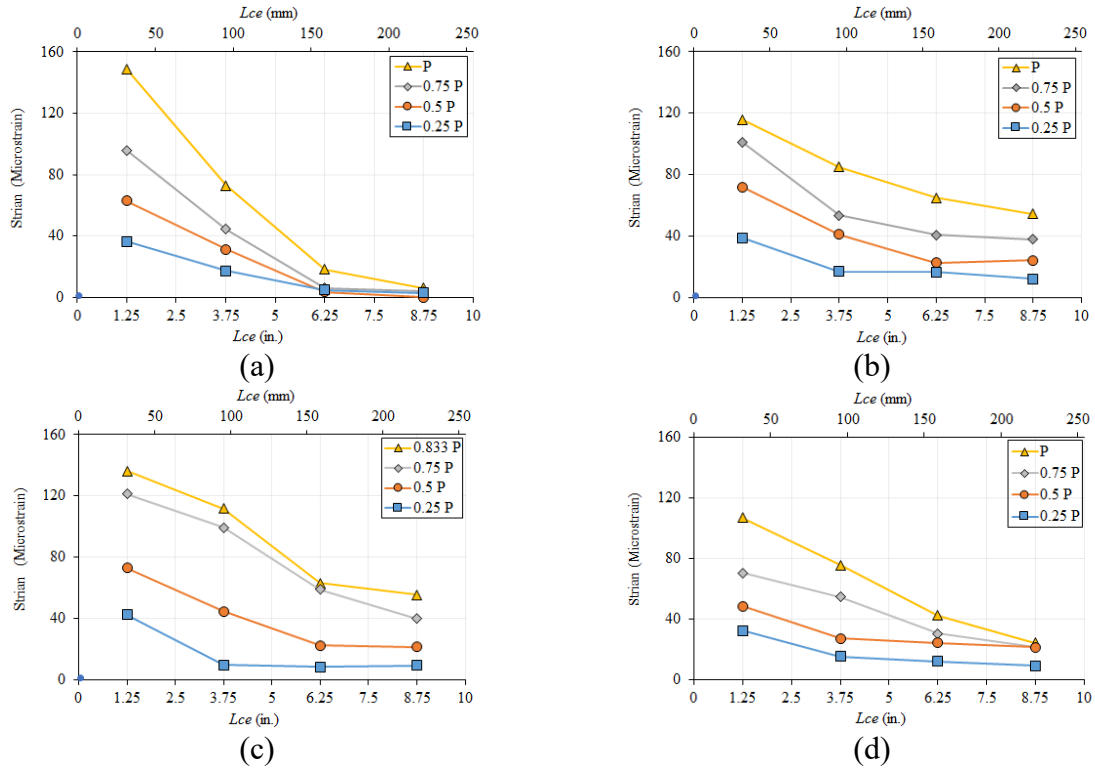 Lce (mm)
0 50 100 150 200 250
160
120
80
40
0
Strian (Microstrain)
P
0.75 P
0.5 P
0.25 P
0 1.25 3.75 5 6.25 7.5 8.75 10
Lce (in.)
(a)
Lce (mm)
0 50 100 150 200 250
160
120
80
40
0
Strian (Microstrain)
P
0.75 P
0.5 P
0.25 P
0 1.25 2.5 3.75 5 6.25 7.5 8.75 10
Lce (in.)
(b)
Lce (mm)
0 50 100 150 200 250
160
120
80
40
0
Strian (Microstrain)
0.833 P
0.75 P
0.5 P
0.25 P
0 1.25 2.5 3.75 5 6.25 7.5 8.75 10
Lce (in.)
(c)
Lce (mm)
0 50 100 150 200 250
160
120
80
40
0
Strian (Microstrain)
P
0.75 P
0.5 P
0.25 P
0 1.25 2.5 3.75 5 6.25 7.5 8.75 10
Lce (in.)
(d)